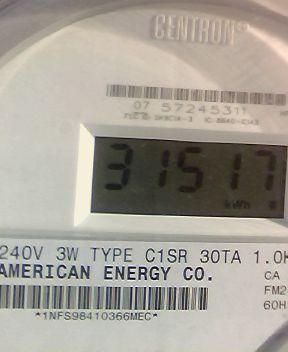 CENTRON®
07 57245311
31517
kWh
240V 3W TYPE C1SR 30TA 1.0K
AMERICAN ENERGY CO.
CA
FM2
60H
*1NFS98410366MEC*